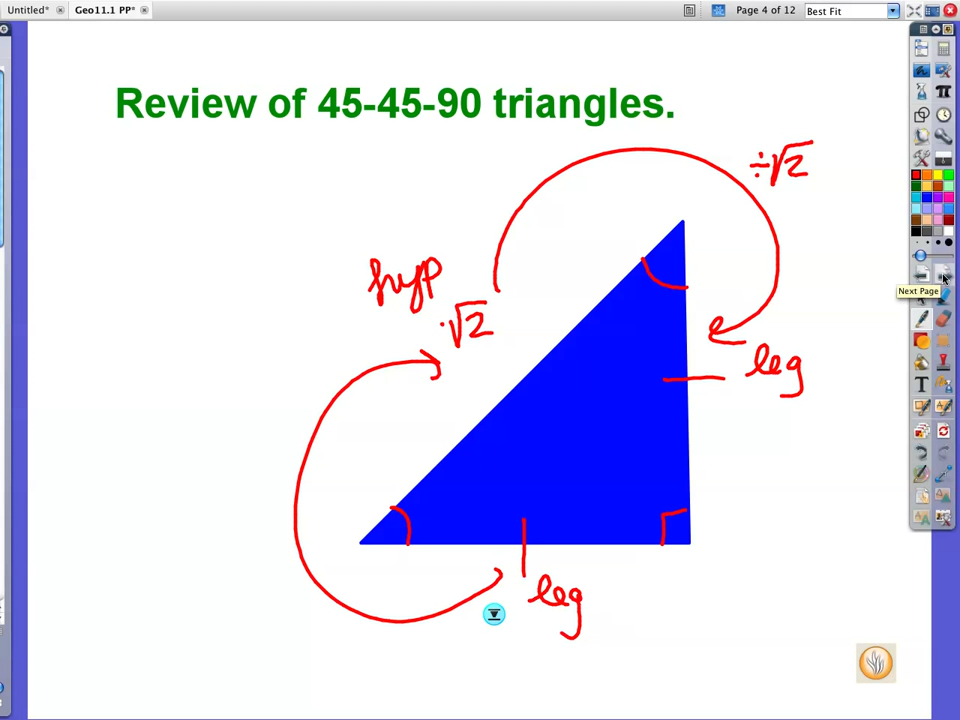 Untitled*
Geo11.1 PP*
Page 4 of 12
Best Fit
Review of 45-45-90 triangles.
÷√2
hyp
·√2
Next Page
leg
leg
T